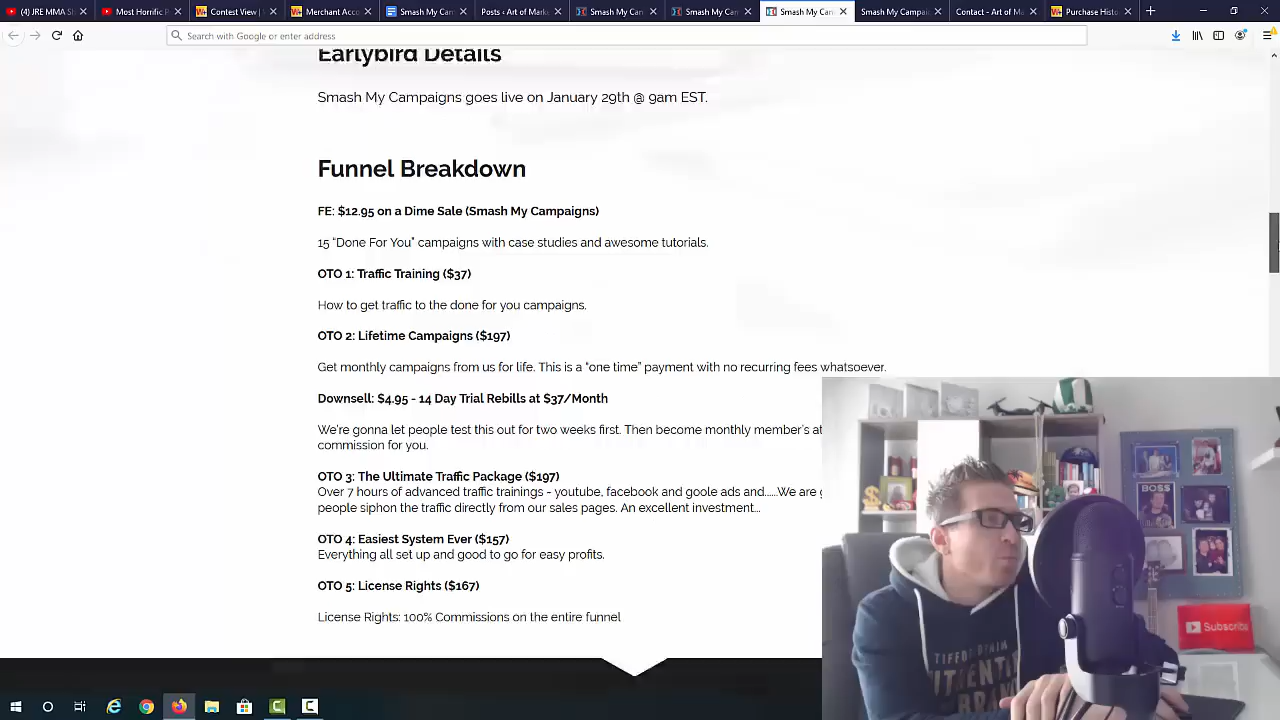 (4) JRE MMA S
Most Horrific P
Contest View |
Merchant Acco
Smash My Cam
Posts ‹ Art of Mark
Smash My Can
Smash My Cam
Smash My Can
Smash My Campai
Contact - Art of Ma
Purchase Histo
Search with Google or enter address
Earlybird Details
Smash My Campaigns goes live on January 29th @ 9am EST.
Funnel Breakdown
FE: $12.95 on a Dime Sale (Smash My Campaigns)
15 “Done For You” campaigns with case studies and awesome tutorials.
OTO 1: Traffic Training ($37)
How to get traffic to the done for you campaigns.
OTO 2: Lifetime Campaigns ($197)
Get monthly campaigns from us for life. This is a “one time” payment with no recurring fees whatsoever.
Downsell: $4.95 - 14 Day Trial Rebills at $37/Month
We're gonna let people test this out for two weeks first. Then become monthly member's at
commission for you.
OTO 3: The Ultimate Traffic Package ($197)
Over 7 hours of advanced traffic trainings - youtube, facebook and gootle ads and......We are g
people siphon the traffic directly from our sales pages. An excellent investment...
OTO 4: Easiest System Ever ($157)
Everything all set up and good to go for easy profits.
OTO 5: License Rights ($167)
License Rights: 100% Commissions on the entire funnel
BOSS
Subscribe
AUTHENTIC